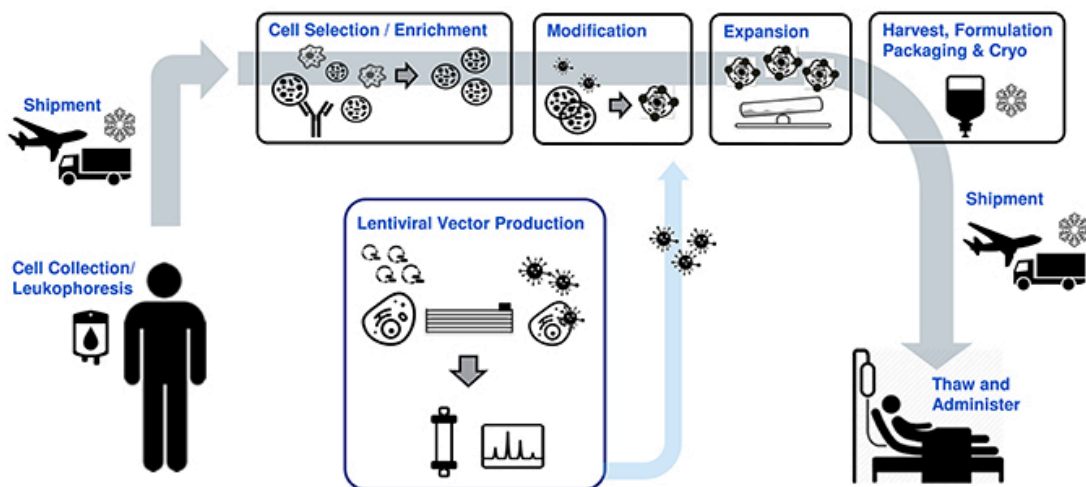 Cell Selection / Enrichment
Modification
Expansion
Harvest, Formulation
Packaging & Cryo
Shipment
Lentiviral Vector Production
Shipment
Cell Collection/
Leukophoresis
Thaw and
Administer